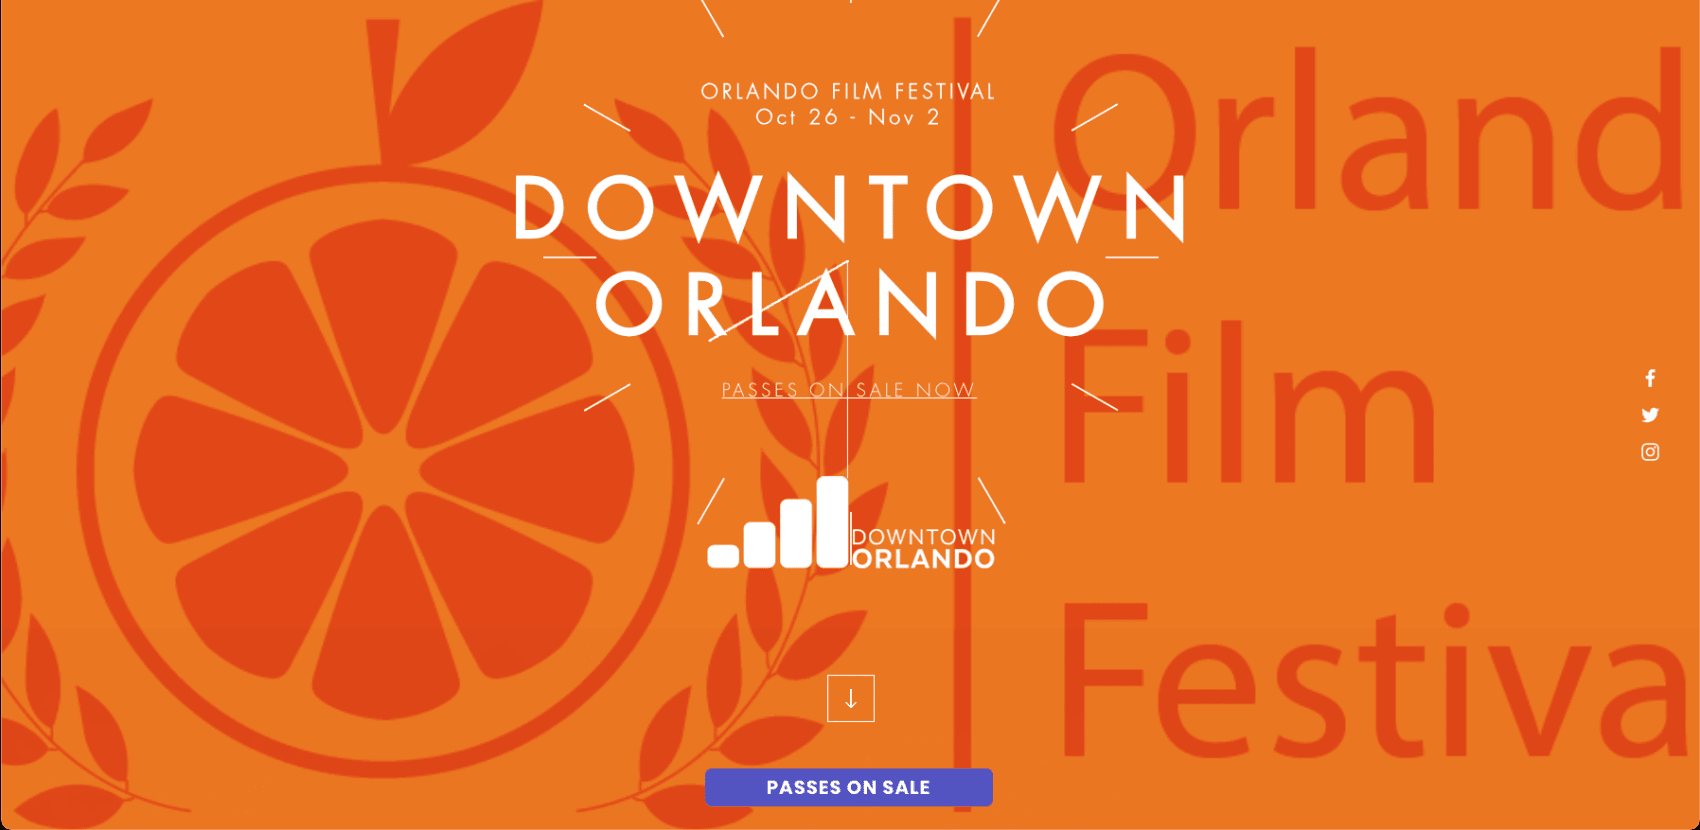 ORLANDO FILM FESTIVAL
Oct 26 - Nov 2
DOWNTOWN
ORLANDO
PASSES ON SALE NOW
DOWNTOWN
ORLANDO
PASSES ON SALE
Orland
Film
Festiva